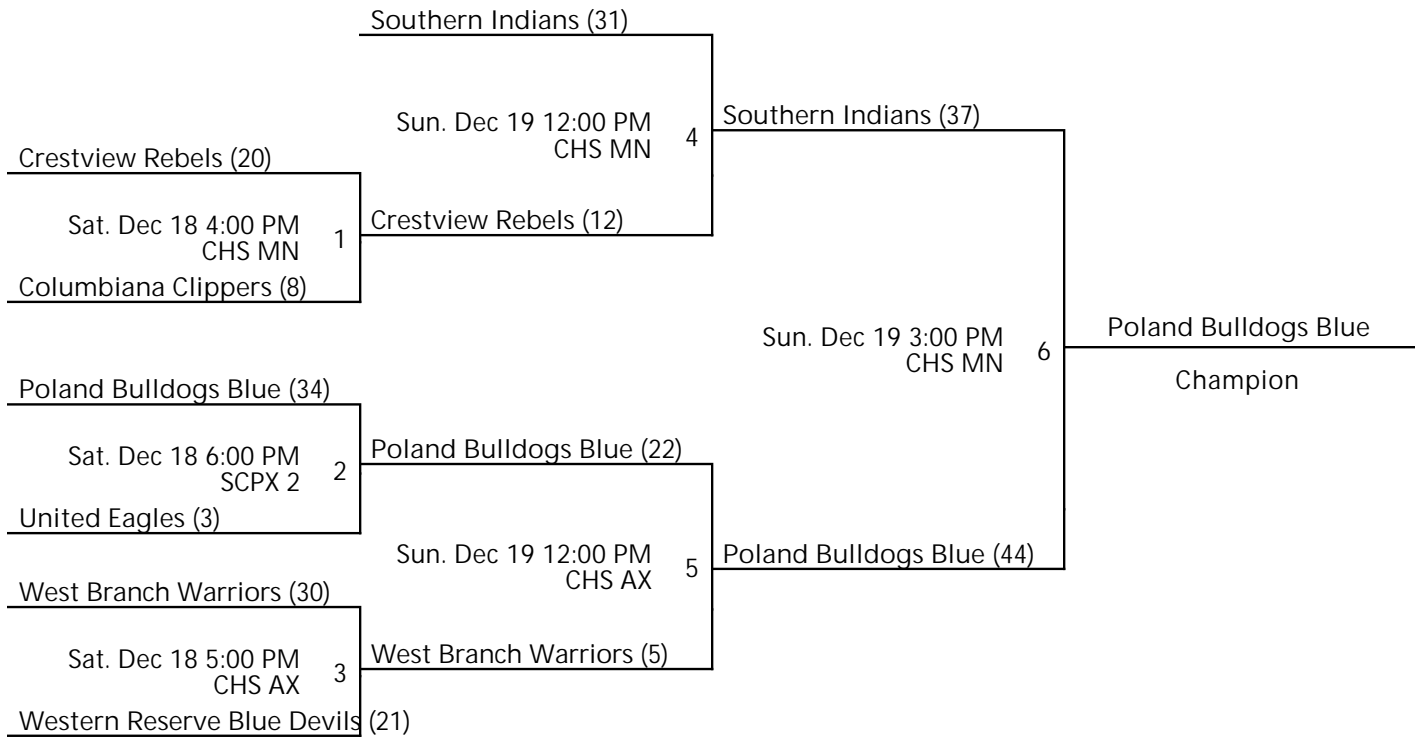 Southern Indians (31)
Sun. Dec 19 12:00 PM
CHS MN
4
Southern Indians (37)
Crestview Rebels (20)
Sat. Dec 18 4:00 PM
CHS MN
1
Crestview Rebels (12)
Columbiana Clippers (8)
Sun. Dec 19 3:00 PM
CHS MN
6
Poland Bulldogs Blue
Champion
Poland Bulldogs Blue (34)
Sat. Dec 18 6:00 PM
SCPX 2
2
Poland Bulldogs Blue (22)
United Eagles (3)
Sun. Dec 19 12:00 PM
CHS AX
5
Poland Bulldogs Blue (44)
West Branch Warriors (30)
Sat. Dec 18 5:00 PM
CHS AX
3
West Branch Warriors (5)
Western Reserve Blue Devils (21)